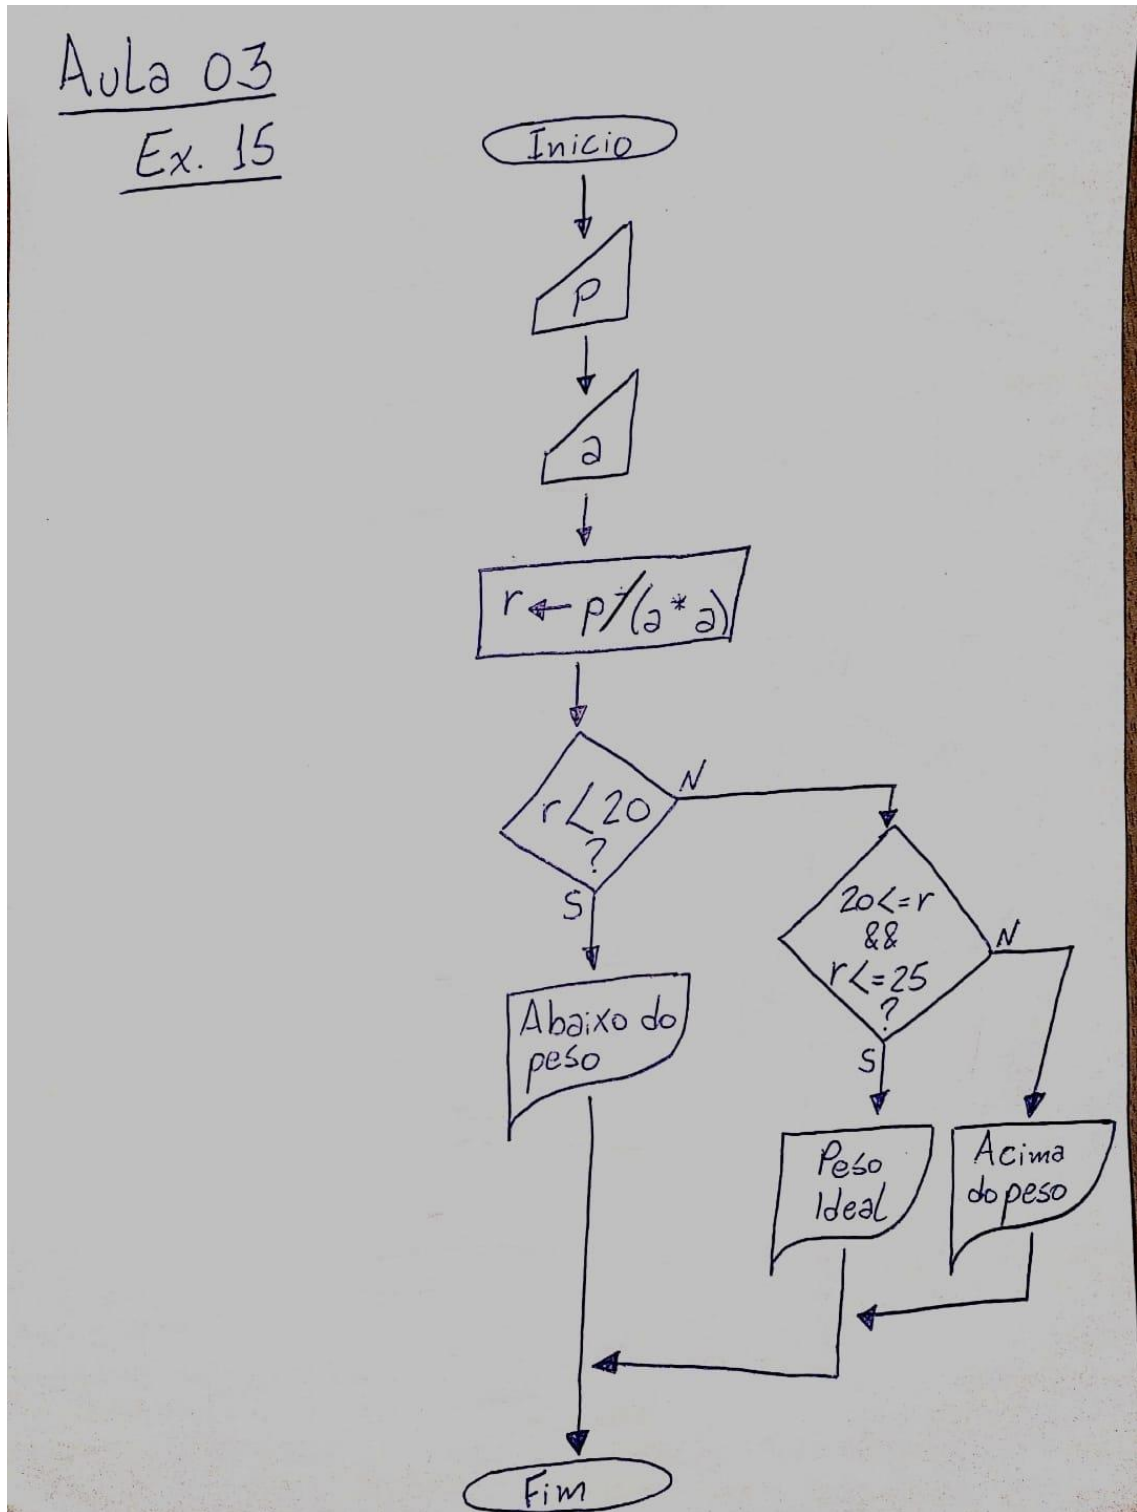 Aula 03
Ex. 15
Inicio
p
a
r ← p/(a * a)
r < 20
?
N
S
20 <= r
&&
r <= 25
?
N
S
Abaixo do
peso
Peso
Ideal
Acima
do peso
Fim